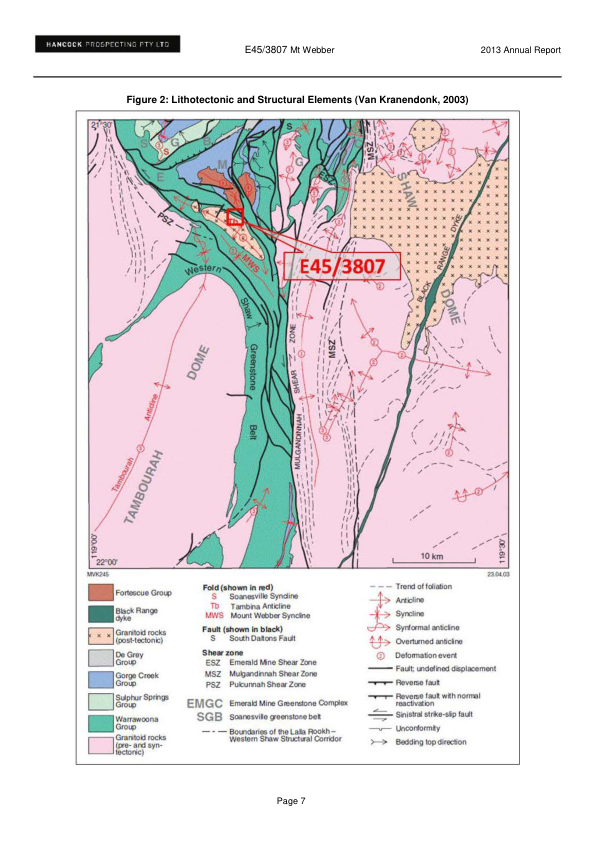 HANCOCK PROSPECTING PTY LTD
E45/3807 Mt Webber
2013 Annual Report
Figure 2: Lithotectonic and Structural Elements (Van Kranendonk, 2003)
21°30'
S
G
B
S
E
M
G
ESZ
MSZ
SHAW
PSZ
Tb
MWS
E45/3807
Western
Shaw
Greenstone
Belt
BLACK RANGE DYKE
DOME
DOME
MULGANDINNAH SHEAR ZONE
MSZ
Tambourah Anticline
TAMBOURAH
119°00'
22°00'
10 km
119°30'
MVK245
23.04.03
Fortescue Group
Black Range
dyke
Granitoid rocks
(post-tectonic)
De Grey
Group
Gorge Creek
Group
Sulphur Springs
Group
Warrawoona
Group
Granitoid rocks
(pre- and syn-
tectonic)
Fold (shown in red)
S Soanesville Syncline
Tb Tambina Anticline
MWS Mount Webber Syncline
Fault (shown in black)
S South Daltons Fault
Shear zone
ESZ Emerald Mine Shear Zone
MSZ Mulgandinnah Shear Zone
PSZ Pulcunnah Shear Zone
EMGC Emerald Mine Greenstone Complex
SGB Soanesville greenstone belt
Boundaries of the Lalla Rookh–
Western Shaw Structural Corridor
Trend of foliation
Anticline
Syncline
Synformal anticline
Overturned anticline
2 Deformation event
Fault; undefined displacement
Reverse fault
Reverse fault with normal
reactivation
Sinistral strike-slip fault
Unconformity
Bedding top direction
Page 7